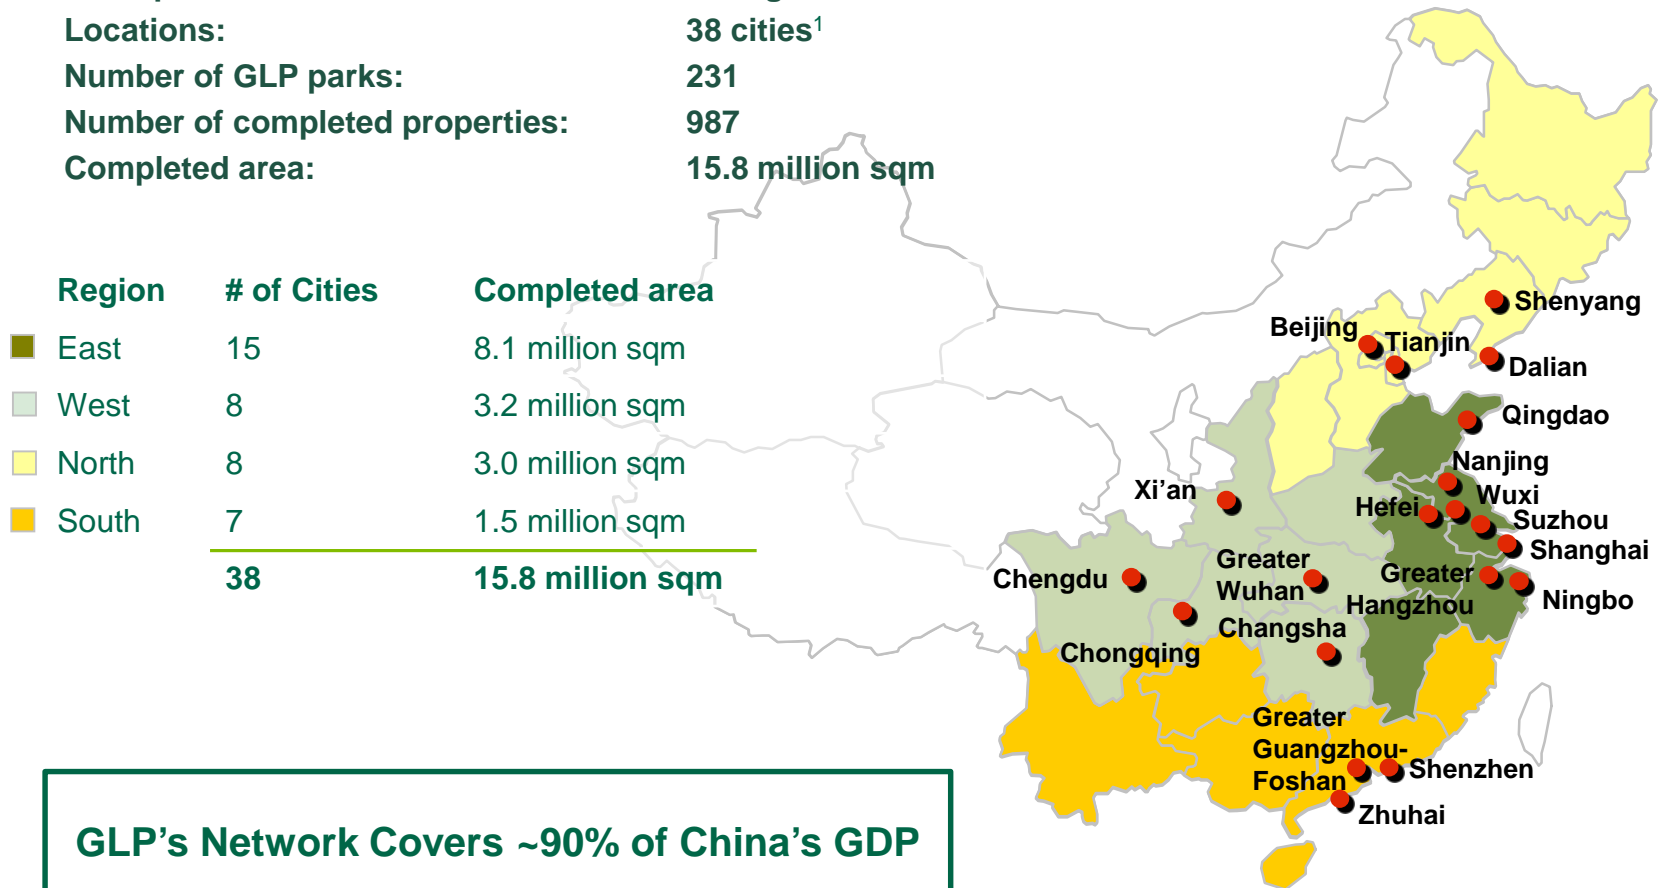 Locations: 38 cities¹
Number of GLP parks: 231
Number of completed properties: 987
Completed area: 15.8 million sqm
Region # of Cities Completed area
East 15 8.1 million sqm
West 8 3.2 million sqm
North 8 3.0 million sqm
South 7 1.5 million sqm
38 15.8 million sqm
GLP's Network Covers ~90% of China's GDP
Shenyang
Beijing
Tianjin
Dalian
Qingdao
Nanjing
Xi'an
Wuxi
Hefei
Suzhou
Shanghai
Greater
Wuhan
Chengdu
Greater
Hangzhou
Ningbo
Changsha
Chongqing
Greater
Guangzhou-
Foshan
Shenzhen
Zhuhai